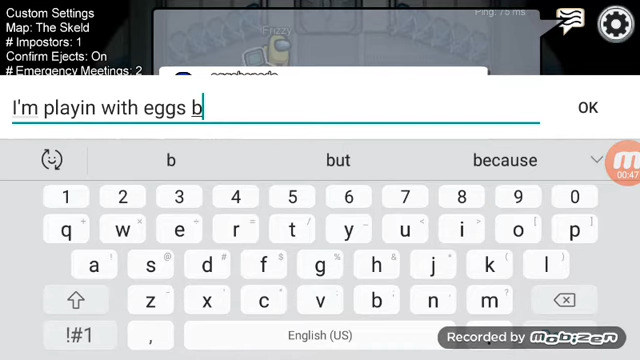 Custom Settings
Map: The Skeld
# Impostors: 1
Confirm Ejects: On
# Emergency Meetings: 2
Ping: 75 ms
Frizzy
I'm playin with eggs b
OK
b but because
00:47
1 2 3 4 5 6 7 8 9 0
q w e r t y u i o p
a s d f g h j k l
z x c v b n m
!#1 , English (US)
Recorded by Mobizen